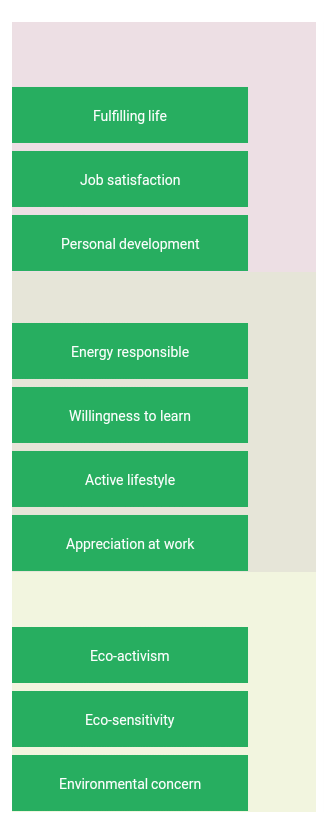 Fulfilling life
Job satisfaction
Personal development
Energy responsible
Willingness to learn
Active lifestyle
Appreciation at work
Eco-activism
Eco-sensitivity
Environmental concern